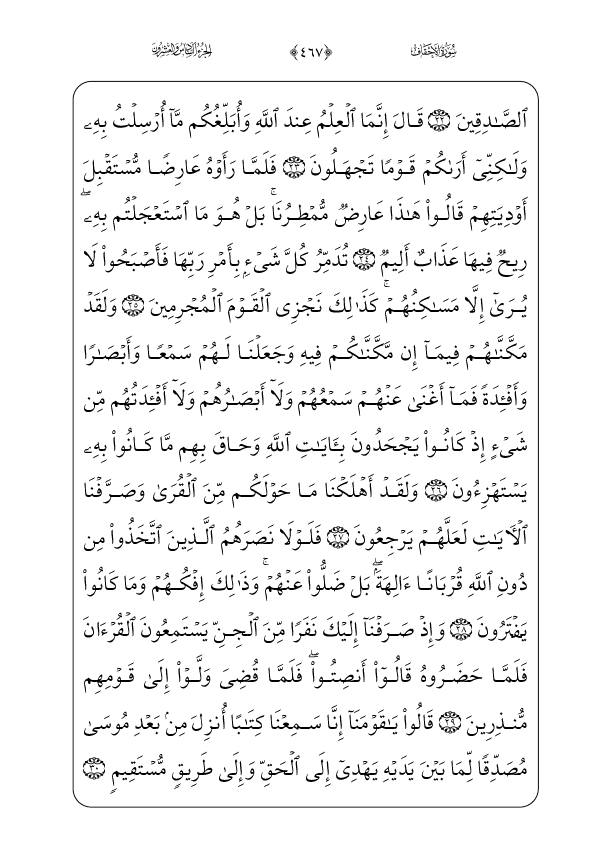 سُورَةُ الأَحْقَافِ ﴿٤٦٧﴾ الجُزءُ السَّادِسُ وَالعِشْرُونَ
ٱلصَّـٰدِقِينَ ٢٢ قَالَ إِنَّمَا ٱلْعِلْمُ عِندَ ٱللَّهِ وَأُبَلِّغُكُم مَّآ أُرْسِلْتُ بِهِۦ
وَلَـٰكِنِّىٓ أَرَىٰكُمْ قَوْمًا تَجْهَلُونَ ٢٣ فَلَمَّا رَأَوْهُ عَارِضًا مُّسْتَقْبِلَ
أَوْدِيَتِهِمْ قَالُوا۟ هَـٰذَا عَارِضٌ مُّمْطِرُنَا ۚ بَلْ هُوَ مَا ٱسْتَعْجَلْتُم بِهِۦ ۖ
رِيحٌ فِيهَا عَذَابٌ أَلِيمٌ ٢٤ تُدَمِّرُ كُلَّ شَىْءٍۭ بِأَمْرِ رَبِّهَا فَأَصْبَحُوا۟ لَا
يُرَىٰٓ إِلَّا مَسَـٰكِنُهُمْ ۚ كَذَٰلِكَ نَجْزِى ٱلْقَوْمَ ٱلْمُجْرِمِينَ ٢٥ وَلَقَدْ
مَكَّنَّـٰهُمْ فِيمَآ إِن مَّكَّنَّـٰكُمْ فِيهِ وَجَعَلْنَا لَهُمْ سَمْعًا وَأَبْصَـٰرًا
وَأَفْـِٔدَةً فَمَآ أَغْنَىٰ عَنْهُمْ سَمْعُهُمْ وَلَآ أَبْصَـٰرُهُمْ وَلَآ أَفْـِٔدَتُهُم مِّن
شَىْءٍ إِذْ كَانُوا۟ يَجْحَدُونَ بِـَٔايَـٰتِ ٱللَّهِ وَحَاقَ بِهِم مَّا كَانُوا۟ بِهِۦ
يَسْتَهْزِءُونَ ٢٦ وَلَقَدْ أَهْلَكْنَا مَا حَوْلَكُم مِّنَ ٱلْقُرَىٰ وَصَرَّفْنَا
ٱلْـَٔايَـٰتِ لَعَلَّهُمْ يَرْجِعُونَ ٢٧ فَلَوْلَا نَصَرَهُمُ ٱلَّذِينَ ٱتَّخَذُوا۟ مِن
دُونِ ٱللَّهِ قُرْبَانًا ءَالِهَةًۢ ۖ بَلْ ضَلُّوا۟ عَنْهُمْ ۚ وَذَٰلِكَ إِفْكُهُمْ وَمَا كَانُوا۟
يَفْتَرُونَ ٢٨ وَإِذْ صَرَفْنَآ إِلَيْكَ نَفَرًا مِّنَ ٱلْجِنِّ يَسْتَمِعُونَ ٱلْقُرْءَانَ
فَلَمَّا حَضَرُوهُ قَالُوٓا۟ أَنصِتُوا۟ ۖ فَلَمَّا قُضِىَ وَلَّوْا۟ إِلَىٰ قَوْمِهِم
مُّنذِرِينَ ٢٩ قَالُوا۟ يَـٰقَوْمَنَآ إِنَّا سَمِعْنَا كِتَـٰبًا أُنزِلَ مِنۢ بَعْدِ مُوسَىٰ
مُصَدِّقًا لِّمَا بَيْنَ يَدَيْهِ يَهْدِىٓ إِلَى ٱلْحَقِّ وَإِلَىٰ طَرِيقٍ مُّسْتَقِيمٍ ٣٠